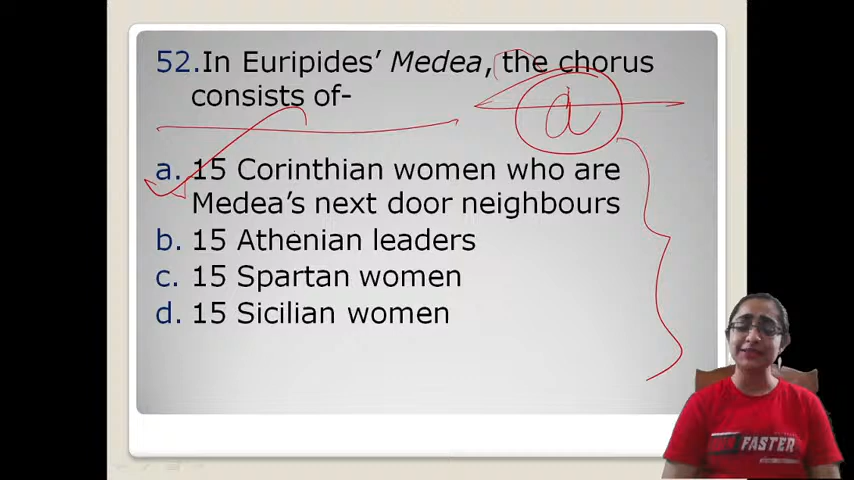 52.In Euripides’ Medea, the chorus
consists of-
a
a. 15 Corinthian women who are
Medea’s next door neighbours
b. 15 Athenian leaders
c. 15 Spartan women
d. 15 Sicilian women
FASTER